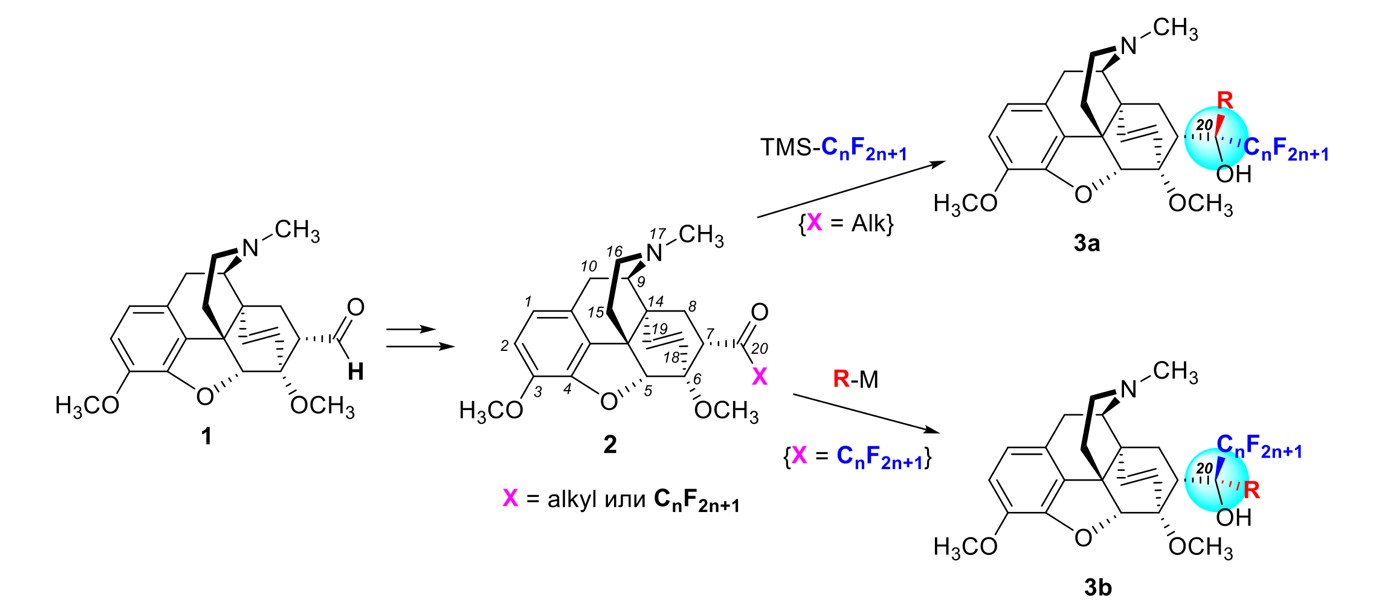 N
CH₃
R
20
CₙF₂ₙ₊₁
OH
H₃CO
O
OCH₃
3a
TMS-CₙF₂ₙ₊₁
{X = Alk}
N
CH₃
O
H
H₃CO
O
OCH₃
1
17
N
CH₃
16
10
9
1
15
14
8
O
2
19
7
20
18
X
3
4
5
6
H₃CO
O
OCH₃
2
X = alkyl или CₙF₂ₙ₊₁
R-M
{X = CₙF₂ₙ₊₁}
N
CH₃
CₙF₂ₙ₊₁
20
R
OH
H₃CO
O
OCH₃
3b